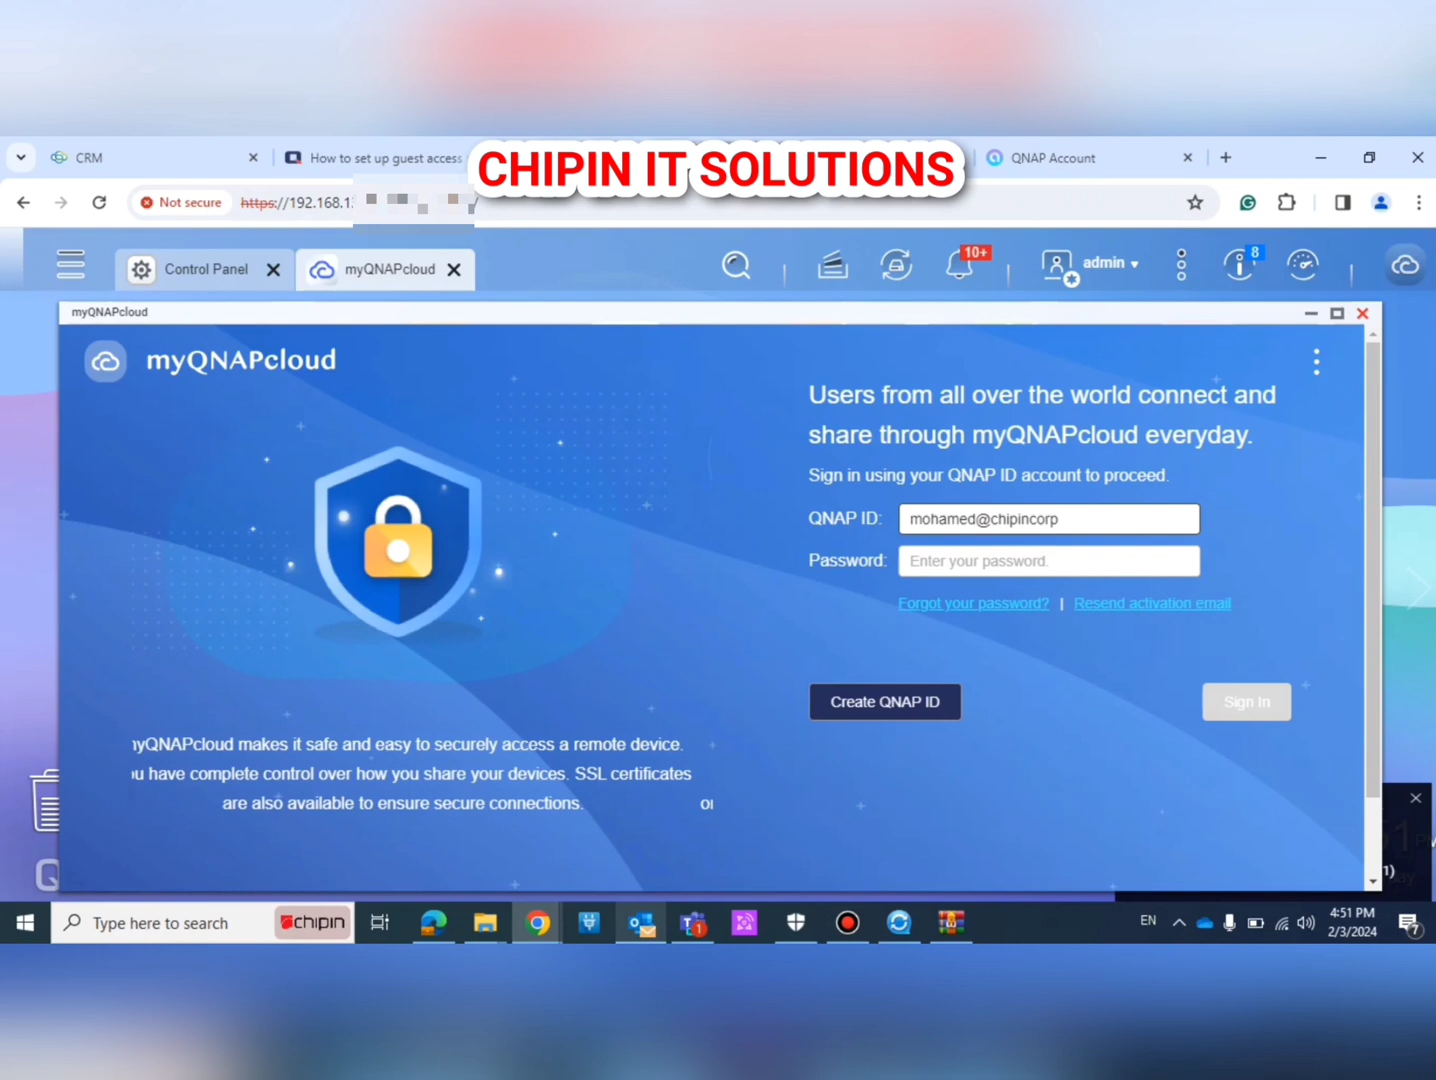 CHIPIN IT SOLUTIONS
CRM
How to set up guest access
QNAP Account
Not secure
https://192.168.1
Control Panel
myQNAPcloud
10+
admin
8
myQNAPcloud
myQNAPcloud
Users from all over the world connect and
share through myQNAPcloud everyday.
Sign in using your QNAP ID account to proceed.
QNAP ID:
mohamed@chipincorp
Password:
Enter your password.
Forgot your password? | Resend activation email
Create QNAP ID
Sign In
yQNAPcloud makes it safe and easy to securely access a remote device.
u have complete control over how you share your devices. SSL certificates
are also available to ensure secure connections.
Type here to search
chipin
1
EN
4:51 PM
2/3/2024
7